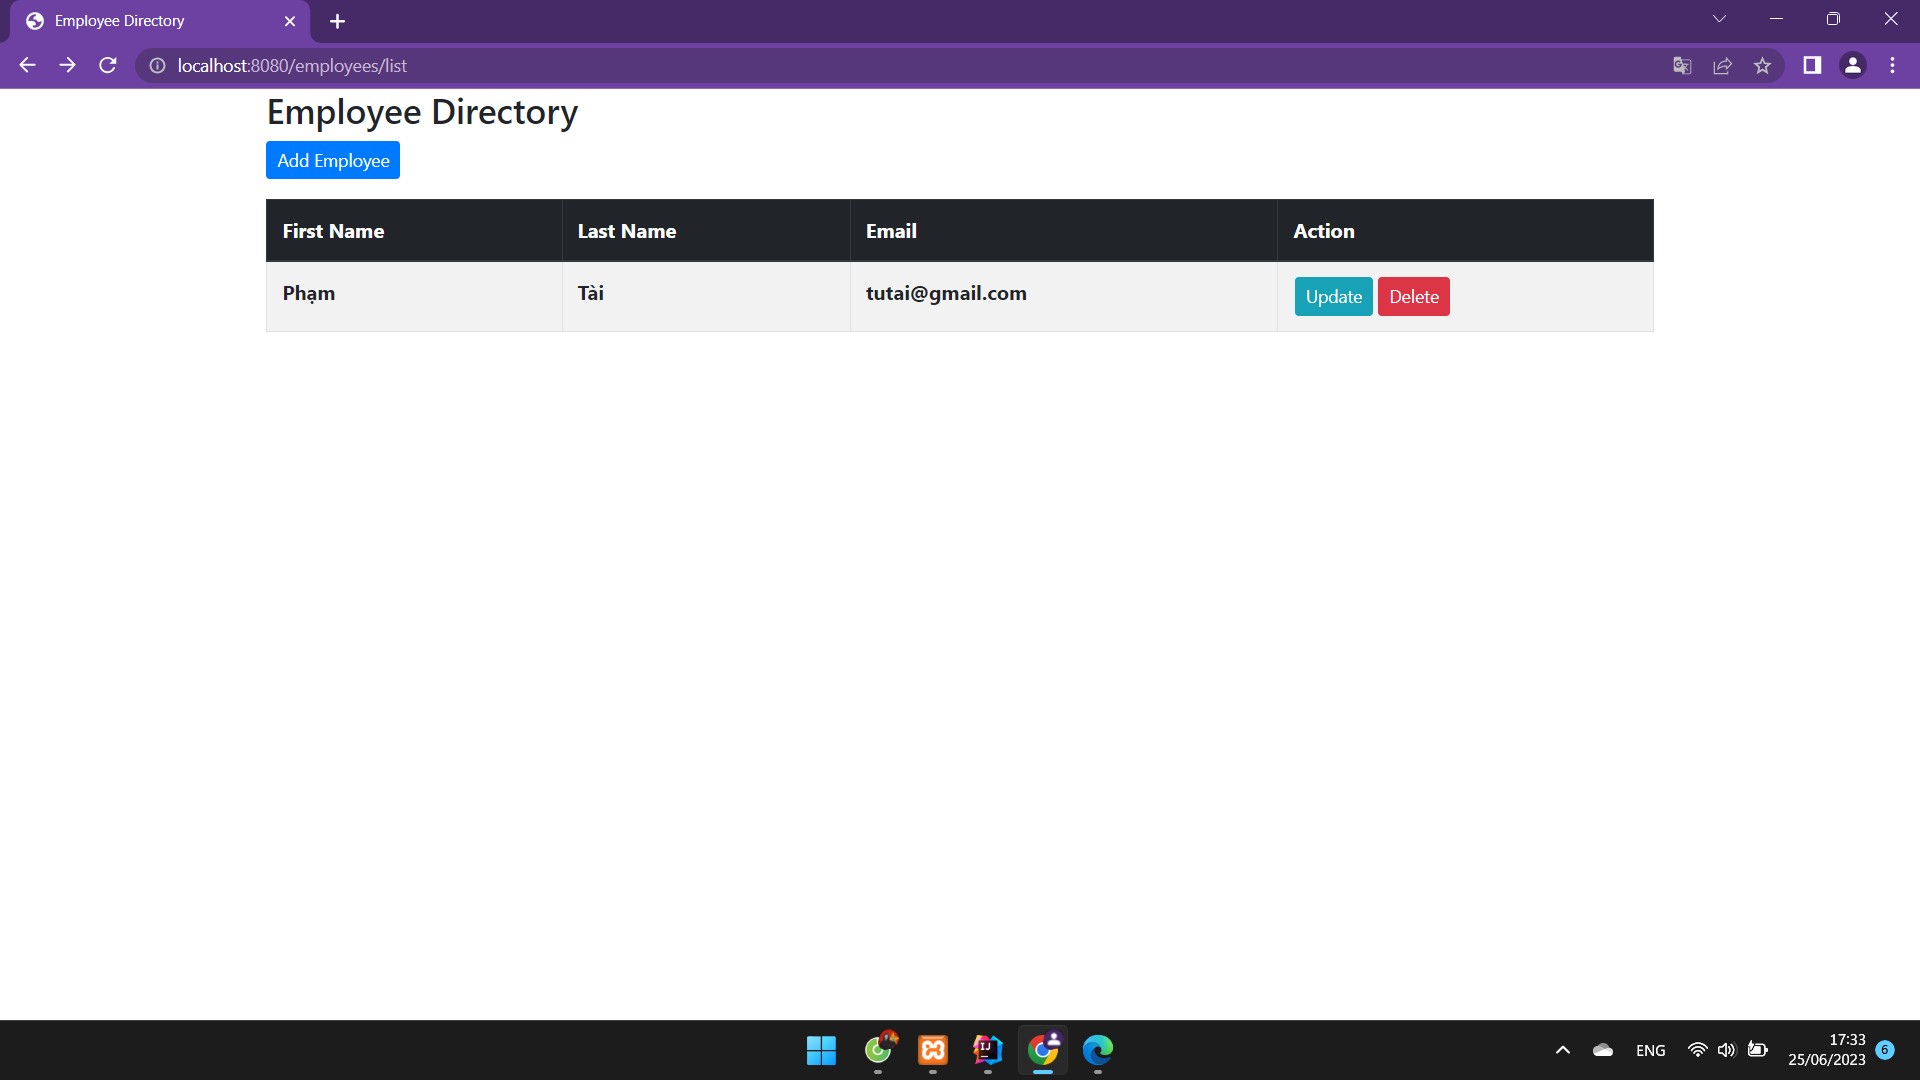 Employee Directory
localhost:8080/employees/list
Employee Directory
Add Employee
First Name Last Name Email Action
Phạm Tài tutai@gmail.com Update Delete
ENG
17:33
25/06/2023 6